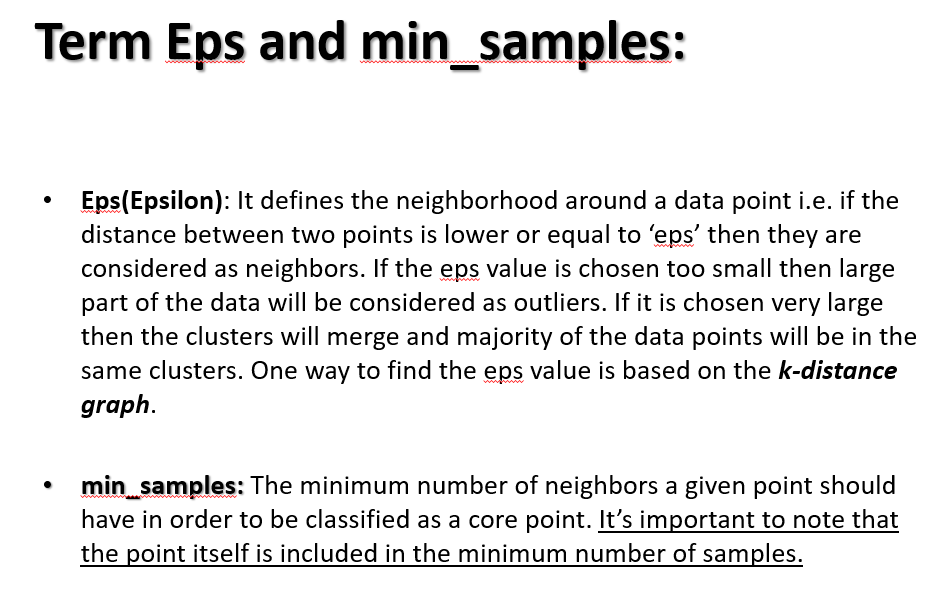 Term Eps and min_samples:
• Eps(Epsilon): It defines the neighborhood around a data point i.e. if the
distance between two points is lower or equal to ‘eps’ then they are
considered as neighbors. If the eps value is chosen too small then large
part of the data will be considered as outliers. If it is chosen very large
then the clusters will merge and majority of the data points will be in the
same clusters. One way to find the eps value is based on the k-distance
graph.
• min_samples: The minimum number of neighbors a given point should
have in order to be classified as a core point. It’s important to note that
the point itself is included in the minimum number of samples.